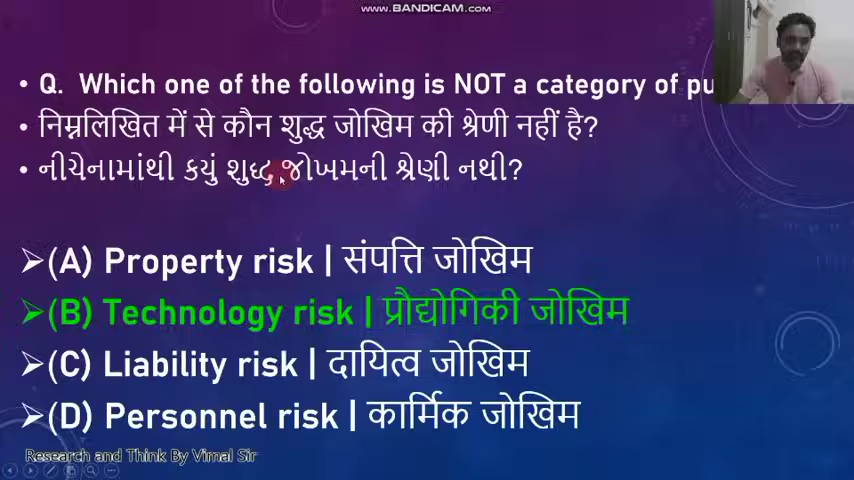 WWW.BANDICAM.COM
• Q. Which one of the following is NOT a category of pu
• निम्नलिखित में से कौन शुद्ध जोखिम की श्रेणी नहीं है?
• નીચેનામાંથી કયું શુદ્ધ જોખમની શ્રેણી નથી?
➢(A) Property risk | संपत्ति जोखिम
➢(B) Technology risk | प्रौद्योगिकी जोखिम
➢(C) Liability risk | दायित्व जोखिम
➢(D) Personnel risk | कार्मिक जोखिम
Research and Think By Vimal Sir